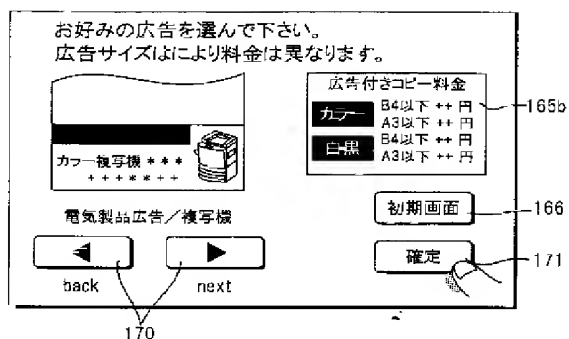 お好みの広告を選んで下さい。
広告サイズはにより料金は異なります。
広告付きコピー料金
カラー
B4以下 ++ 円
A3以下 ++ 円
165b
白黒
B4以下 ++ 円
A3以下 ++ 円
カラー複写機 * * *
+ + + * * + +
電気製品広告／複写機
初期画面
166
back
next
確定
171
170